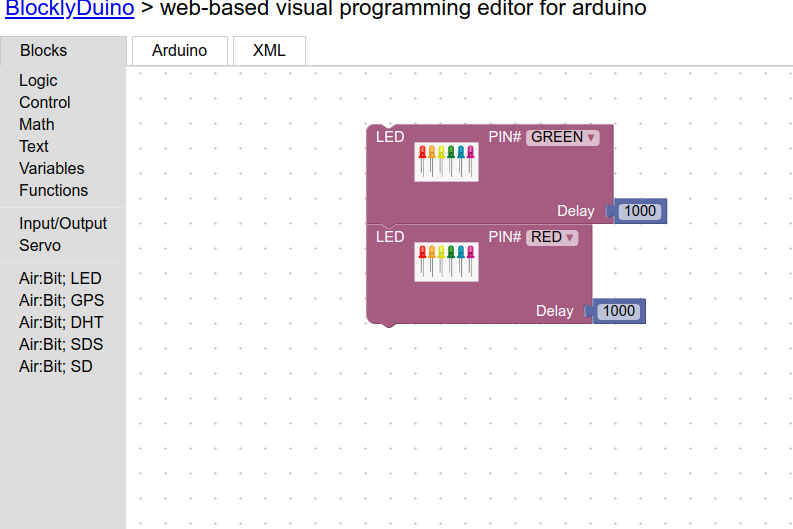 BlocklyDuino > web-based visual programming editor for arduino
Blocks
Arduino
XML
Logic
Control
Math
Text
Variables
Functions
Input/Output
Servo
Air:Bit; LED
Air:Bit; GPS
Air:Bit; DHT
Air:Bit; SDS
Air:Bit; SD
LED PIN# GREEN
Delay 1000
LED PIN# RED
Delay 1000